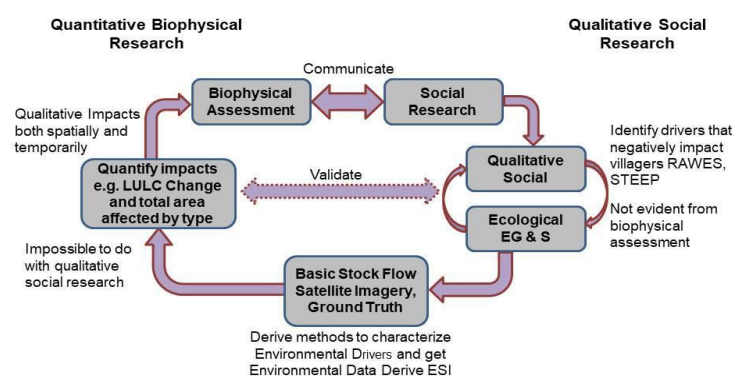 Quantitative Biophysical
Research
Qualitative Social
Research
Communicate
Biophysical
Assessment
Social
Research
Qualitative Impacts
both spatially and
temporarily
Identify drivers that
negatively impact
villagers RAWES,
STEEP
Quantify impacts
e.g. LULC Change
and total area
affected by type
Validate
Qualitative
Social
Not evident from
biophysical
assessment
Ecological
EG & S
Impossible to do
with qualitative
social research
Basic Stock Flow
Satellite Imagery,
Ground Truth
Derive methods to characterize
Environmental Drivers and get
Environmental Data Derive ESI